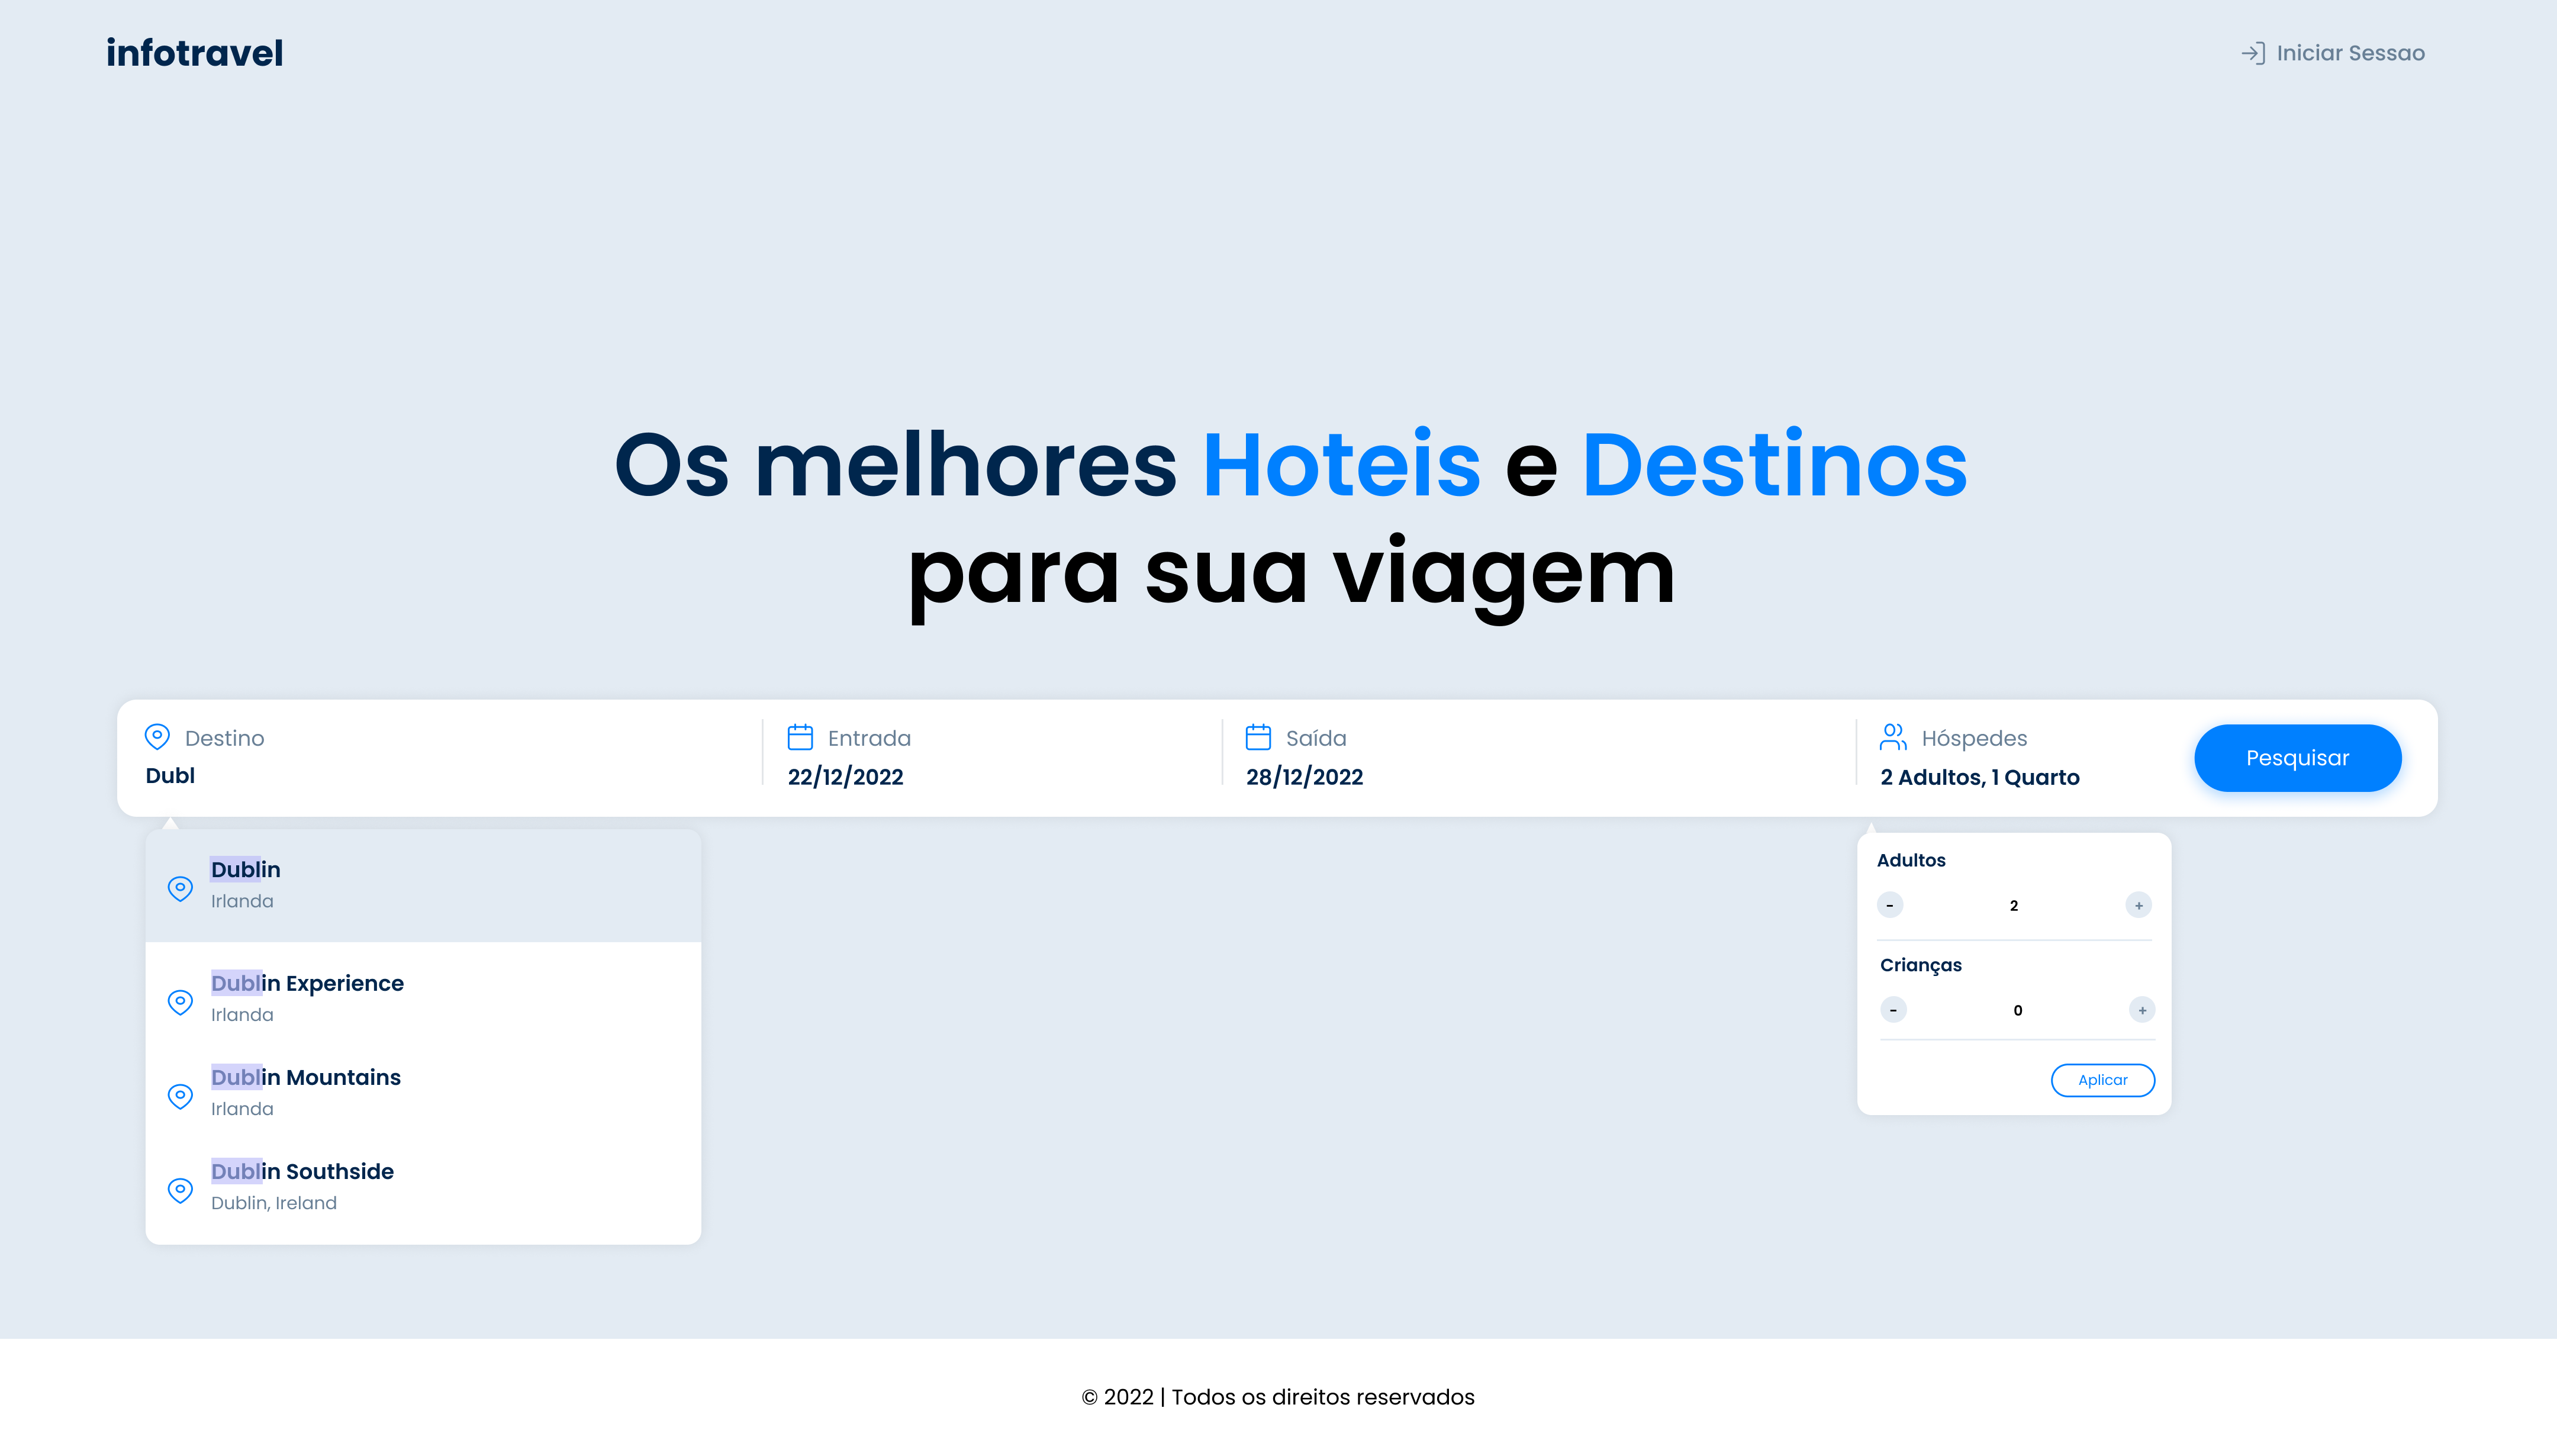 infotravel
Iniciar Sessao
Os melhores Hoteis e Destinos
para sua viagem
Destino
Dubl
Entrada
22/12/2022
Saída
28/12/2022
Hóspedes
2 Adultos, 1 Quarto
Pesquisar
Dublin
Irlanda
Dublin Experience
Irlanda
Dublin Mountains
Irlanda
Dublin Southside
Dublin, Ireland
Adultos
- 2 +
Crianças
- 0 +
Aplicar
© 2022 | Todos os direitos reservados